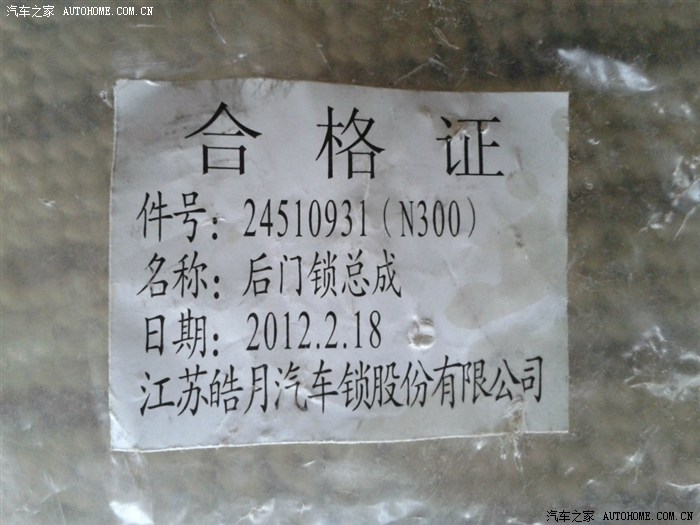 汽车之家 AUTOHOME.COM.CN
合格证
件号：24510931（N300）
名称：后门锁总成
日期：2012.2.18
江苏皓月汽车锁股份有限公司
汽车之家 AUTOHOME.COM.CN